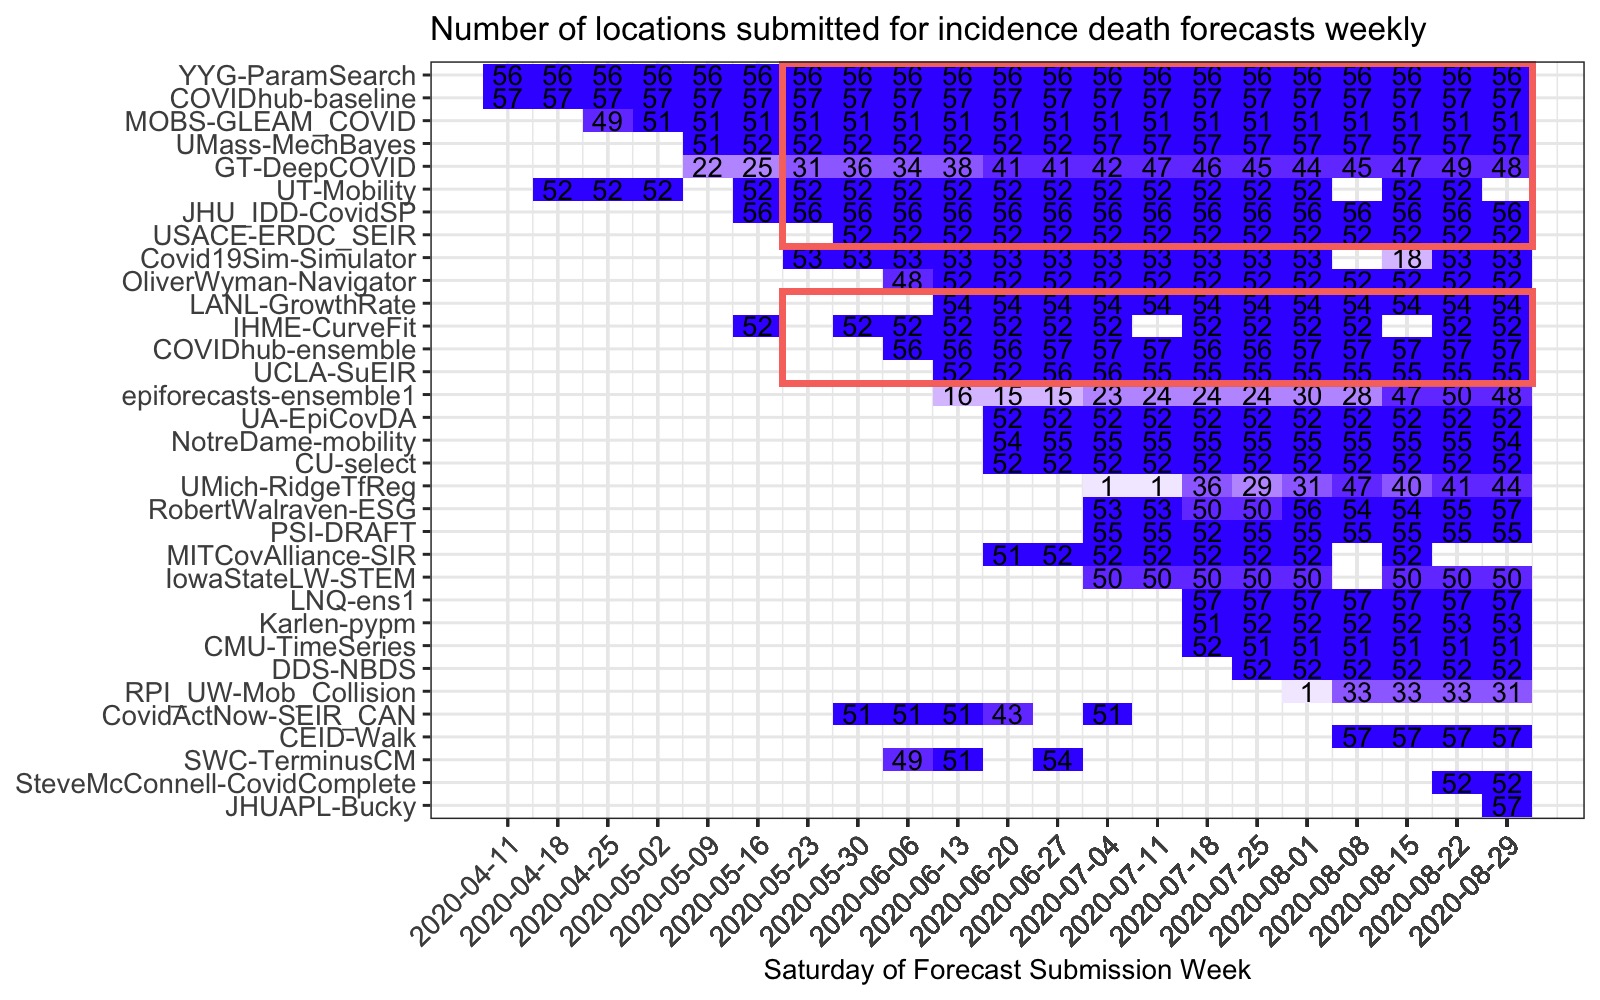 Number of locations submitted for incidence death forecasts weekly
YYG-ParamSearch 56 56 56 56 56 56 56 56 56 56 56 56 56 56 56 56 56 56 56 56 56
COVIDhub-baseline 57 57 57 57 57 57 57 57 57 57 57 57 57 57 57 57 57 57 57 57 57
MOBS-GLEAM_COVID 49 51 51 51 51 51 51 51 51 51 51 51 51 51 51 51 51 51 51
UMass-MechBayes 51 52 52 52 52 52 52 52 57 57 57 57 57 57 57 57 57
GT-DeepCOVID 22 25 31 36 34 38 41 41 42 47 46 45 44 45 47 49 48
UT-Mobility 52 52 52 52 52 52 52 52 52 52 52 52 52 52 52 52 52
JHU_IDD-CovidSP 56 56 56 56 56 56 56 56 56 56 56 56 56 56 56 56
USACE-ERDC_SEIR 52 52 52 52 52 52 52 52 52 52 52 52 52 52
Covid19Sim-Simulator 53 53 53 53 53 53 53 53 53 53 53 18 53 53
OliverWyman-Navigator 48 52 52 52 52 52 52 52 52 52 52 52 52
LANL-GrowthRate 54 54 54 54 54 54 54 54 54 54 54 54
IHME-CurveFit 52 52 52 52 52 52 52 52 52 52 52 52 52
COVIDhub-ensemble 56 56 56 57 57 57 56 56 57 57 57 57 57
UCLA-SuEIR 52 52 56 56 55 55 55 55 55 55 55 55
epiforecasts-ensemble1 16 15 15 23 24 24 24 30 28 47 50 48
UA-EpiCovDA 52 52 52 52 52 52 52 52 52 52 52
NotreDame-mobility 54 55 55 55 55 55 55 55 55 55 54
CU-select 52 52 52 52 52 52 52 52 52 52 52
UMich-RidgeTfReg 1 1 36 29 31 47 40 41 44
RobertWalraven-ESG 53 53 50 50 56 54 54 55 57
PSI-DRAFT 55 55 52 55 55 55 55 55 55
MITCovAlliance-SIR 51 52 52 52 52 52 52 52
IowaStateLW-STEM 50 50 50 50 50 50 50 50
LNQ-ens1 57 57 57 57 57 57 57
Karlen-pypm 51 52 52 52 52 53 53
CMU-TimeSeries 52 51 51 51 51 51 51
DDS-NBDS 52 52 52 52 52 52
RPI_UW-Mob_Collision 1 33 33 33 31
CovidActNow-SEIR_CAN 51 51 51 43 51
CEID-Walk 57 57 57 57
SWC-TerminusCM 49 51 54
SteveMcConnell-CovidComplete 52 52
JHUAPL-Bucky 57
2020-04-11 2020-04-18 2020-04-25 2020-05-02 2020-05-09 2020-05-16 2020-05-23 2020-05-30 2020-06-06 2020-06-13 2020-06-20 2020-06-27 2020-07-04 2020-07-11 2020-07-18 2020-07-25 2020-08-01 2020-08-08 2020-08-15 2020-08-22 2020-08-29
Saturday of Forecast Submission Week